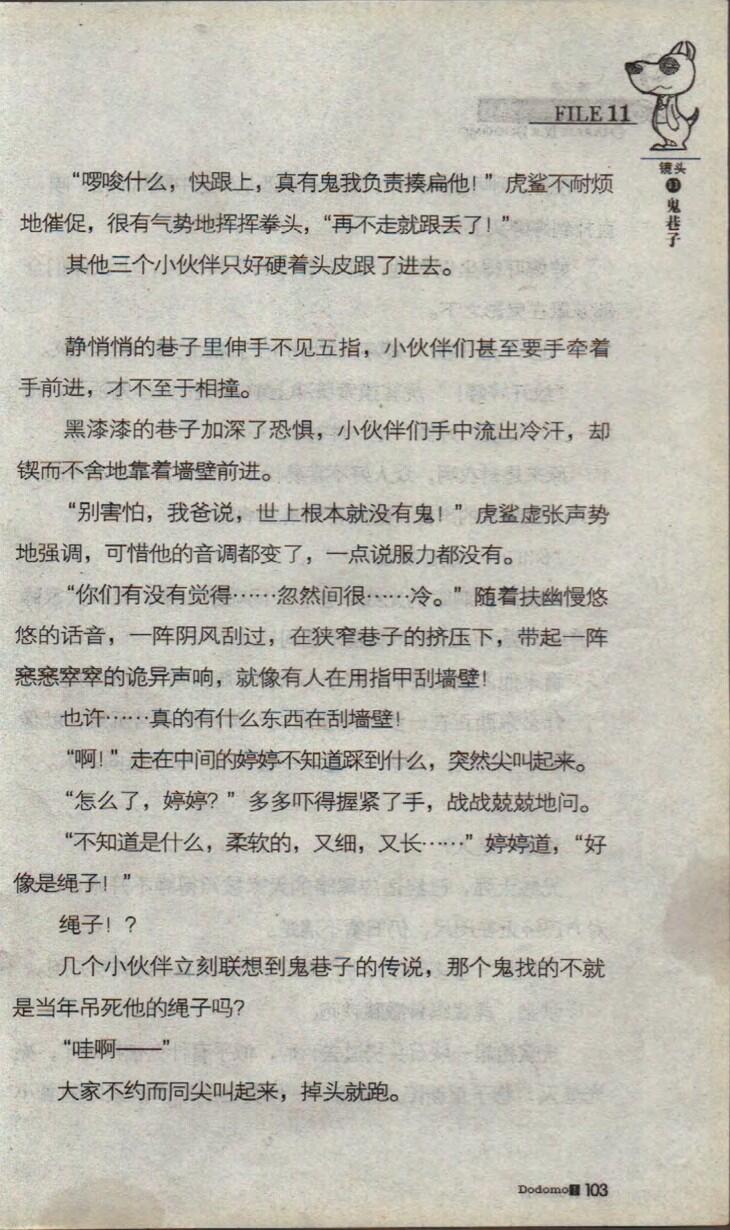 FILE 11
镜头
11
鬼巷子
“啰唆什么，快跟上，真有鬼我负责揍扁他！”虎鲨不耐烦
地催促，很有气势地挥挥拳头，“再不走就跟丢了！”
其他三个小伙伴只好硬着头皮跟了进去。
静悄悄的巷子里伸手不见五指，小伙伴们甚至要手牵着
手前进，才不至于相撞。
黑漆漆的巷子加深了恐惧，小伙伴们手中流出冷汗，却
锲而不舍地靠着墙壁前进。
“别害怕，我爸说，世上根本就没有鬼！”虎鲨虚张声势
地强调，可惜他的音调都变了，一点说服力都没有。
“你们有没有觉得……忽然间很……冷。”随着扶幽慢悠
悠的话音，一阵阴风刮过，在狭窄巷子的挤压下，带起一阵
窸窸窣窣的诡异声响，就像有人在用指甲刮墙壁！
也许……真的有什么东西在刮墙壁！
“啊！”走在中间的婷婷不知道踩到什么，突然尖叫起来。
“怎么了，婷婷？”多多吓得握紧了手，战战兢兢地问。
“不知道是什么，柔软的，又细，又长……”婷婷道，“好
像是绳子！”
绳子！？
几个小伙伴立刻联想到鬼巷子的传说，那个鬼找的不就
是当年吊死他的绳子吗？
“哇啊——”
大家不约而同尖叫起来，掉头就跑。
Dodomo 103